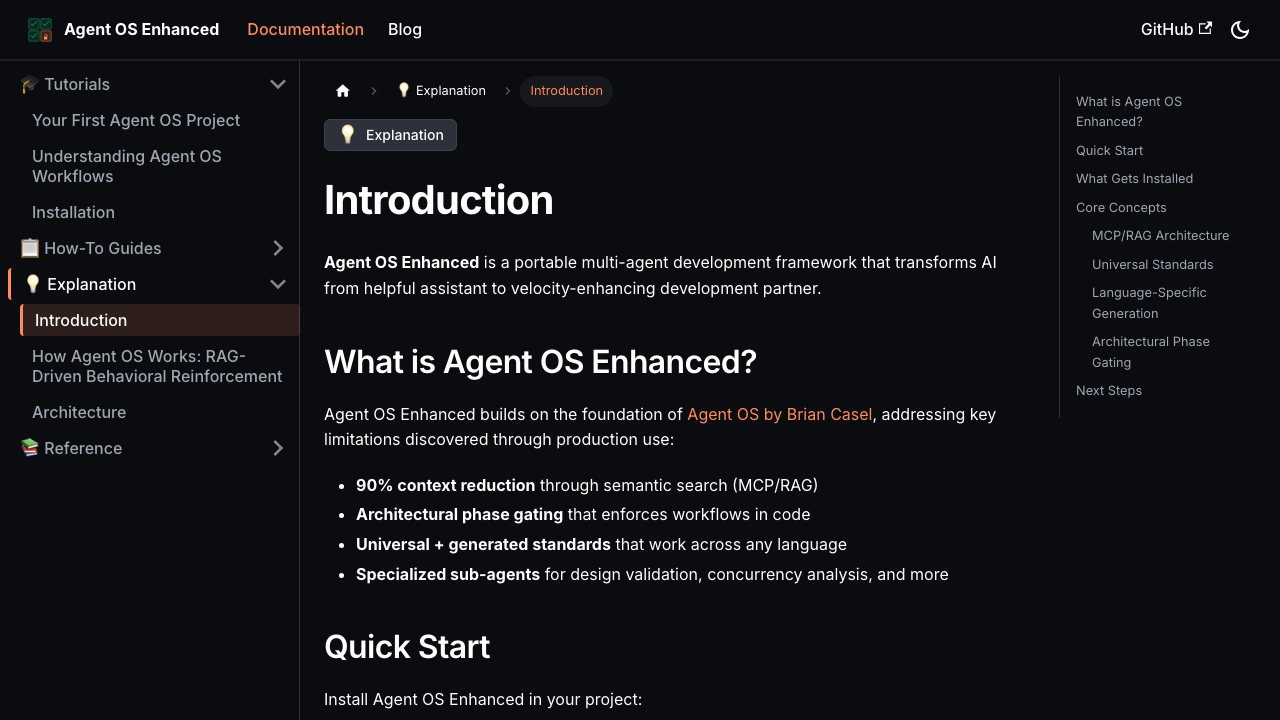 Agent OS Enhanced
Documentation
Blog
GitHub
🎓 Tutorials
Your First Agent OS Project
Understanding Agent OS
Workflows
Installation
📋 How-To Guides
💡 Explanation
Introduction
How Agent OS Works: RAG-
Driven Behavioral Reinforcement
Architecture
📚 Reference
💡 Explanation
Introduction
💡 Explanation
Introduction
Agent OS Enhanced is a portable multi-agent development framework that transforms AI
from helpful assistant to velocity-enhancing development partner.
What is Agent OS Enhanced?
Agent OS Enhanced builds on the foundation of Agent OS by Brian Casel, addressing key
limitations discovered through production use:
• 90% context reduction through semantic search (MCP/RAG)
• Architectural phase gating that enforces workflows in code
• Universal + generated standards that work across any language
• Specialized sub-agents for design validation, concurrency analysis, and more
Quick Start
Install Agent OS Enhanced in your project:
What is Agent OS
Enhanced?
Quick Start
What Gets Installed
Core Concepts
MCP/RAG Architecture
Universal Standards
Language-Specific
Generation
Architectural Phase
Gating
Next Steps